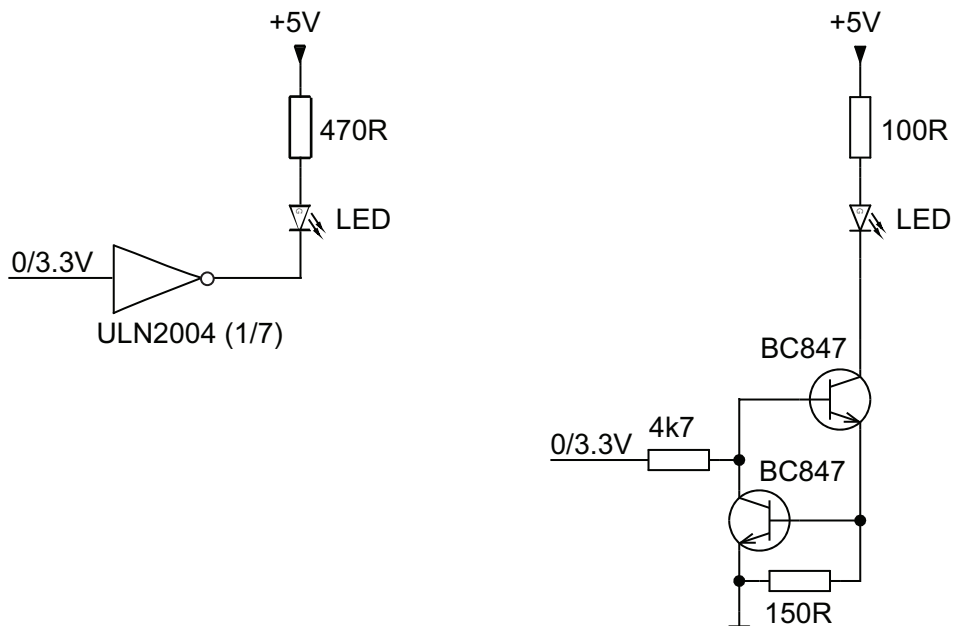 +5V
470R
LED
0/3.3V
ULN2004 (1/7)
+5V
100R
LED
BC847
0/3.3V
4k7
BC847
150R